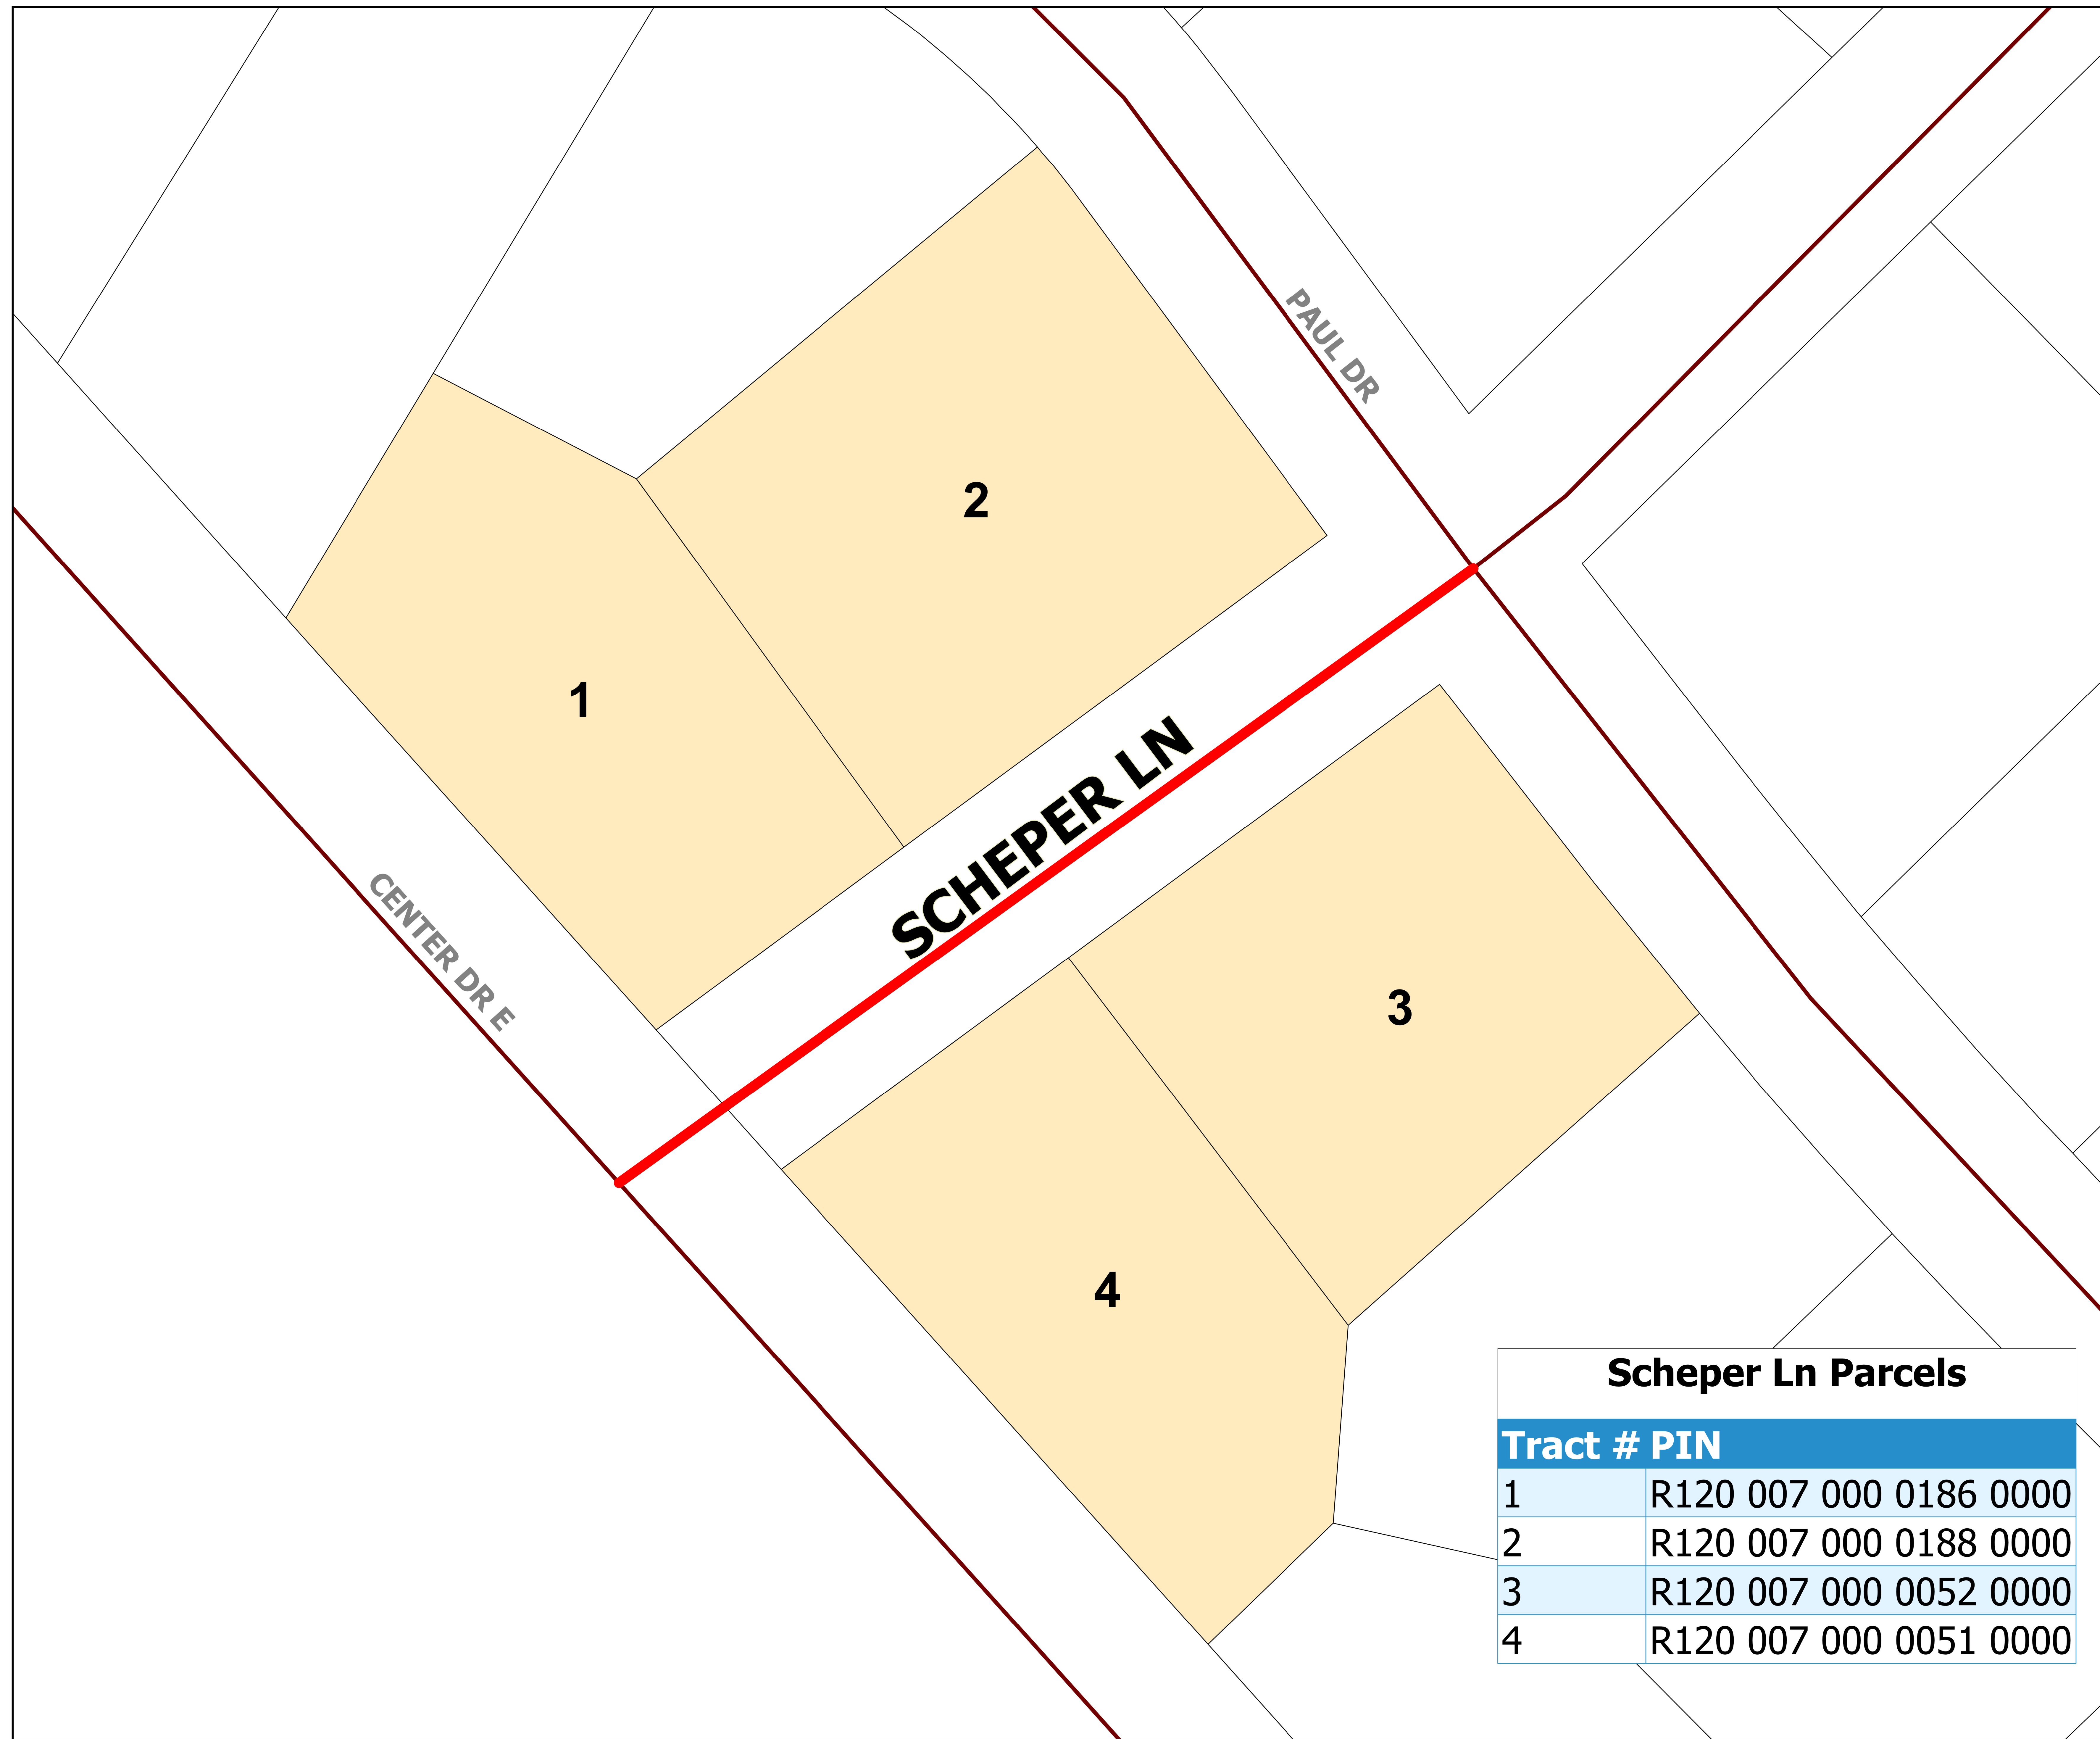 PAUL DR
2
1
SCHEPER LN
CENTER DR E
3
4
Scheper Ln Parcels
Tract # PIN
1 R120 007 000 0186 0000
2 R120 007 000 0188 0000
3 R120 007 000 0052 0000
4 R120 007 000 0051 0000